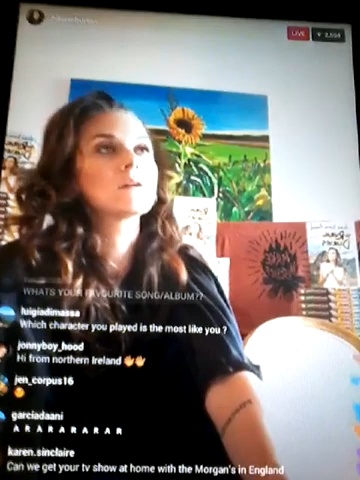 LIVE 2,504
WHATS YOUR FAVOURITE SONG/ALBUM??
luigiadimassa
Which character you played is the most like you ?
jonnyboy_hood
Hi from northern Ireland 👋👋
jen_corpus16
garciadaani
A R A R A R A R A R
karen.sinclaire
Can we get your tv show at home with the Morgan's in England